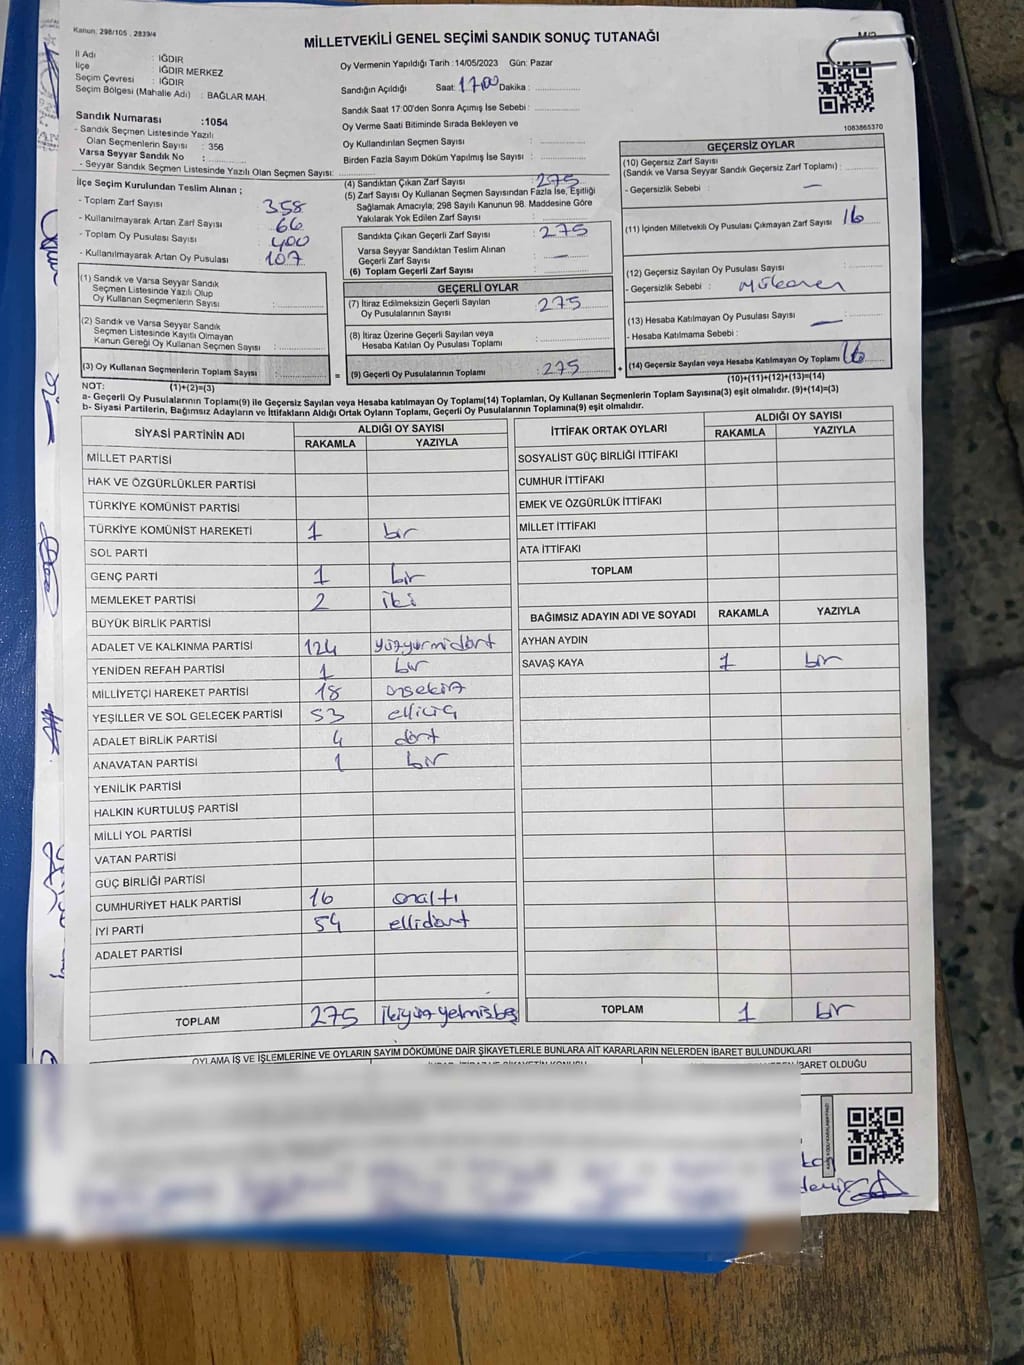 Kanun: 298/105 , 2839/4
MİLLETVEKİLİ GENEL SEÇİMİ SANDIK SONUÇ TUTANAĞI
İl Adı : IĞDIR
İlçe : IĞDIR MERKEZ
Seçim Çevresi : IĞDIR
Seçim Bölgesi (Mahalle Adı) : BAĞLAR MAH.
Sandık Numarası :1054
- Sandık Seçmen Listesinde Yazılı
Olan Seçmenlerin Sayısı : 356
Varsa Seyyar Sandık No :
- Seyyar Sandık Seçmen Listesinde Yazılı Olan Seçmen Sayısı:
Oy Vermenin Yapıldığı Tarih :14/05/2023 Gün: Pazar
Sandığın Açıldığı Saat: 17 00 Dakika :
Sandık Saat 17:00'den Sonra Açımış İse Sebebi :
Oy Verme Saati Bitiminde Sırada Bekleyen ve
Oy Kullandırılan Seçmen Sayısı :
Birden Fazla Sayım Döküm Yapılmış İse Sayısı :
1083865370
İlçe Seçim Kurulundan Teslim Alınan ;
- Toplam Zarf Sayısı 358
- Kullanılmayarak Artan Zarf Sayısı 66
- Toplam Oy Pusulası Sayısı 400
- Kullanılmayarak Artan Oy Pusulası 107
(1) Sandık ve Varsa Seyyar Sandık
Seçmen Listesinde Yazılı Olup
Oy Kullanan Seçmenlerin Sayısı :
(2) Sandık ve Varsa Seyyar Sandık
Seçmen Listesinde Kayıtlı Olmayan
Kanun Gereği Oy Kullanan Seçmen Sayısı :
(3) Oy Kullanan Seçmenlerin Toplam Sayısı :
(1)+(2)=(3)
(4) Sandıktan Çıkan Zarf Sayısı : 275
(5) Zarf Sayısı Oy Kullanan Seçmen Sayısından Fazla İse, Eşitliği
Sağlamak Amacıyla; 298 Sayılı Kanunun 98. Maddesine Göre
Yakılarak Yok Edilen Zarf Sayısı :
Sandıkta Çıkan Geçerli Zarf Sayısı : 275
Varsa Seyyar Sandıktan Teslim Alınan
Geçerli Zarf Sayısı : —
(6) Toplam Geçerli Zarf Sayısı :
GEÇERLİ OYLAR
(7) İtiraz Edilmeksizin Geçerli Sayılan
Oy Pusulalarının Sayısı : 275
(8) İtiraz Üzerine Geçerli Sayılan veya
Hesaba Katılan Oy Pusulası Toplamı :
= (9) Geçerli Oy Pusulalarının Toplamı : 275 +
GEÇERSİZ OYLAR
(10) Geçersiz Zarf Sayısı
(Sandık ve Varsa Seyyar Sandık Geçersiz Zarf Toplamı) :
- Geçersizlik Sebebi : —
(11) İçinden Milletvekili Oy Pusulası Çıkmayan Zarf Sayısı : 16
(12) Geçersiz Sayılan Oy Pusulası Sayısı :
- Geçersizlik Sebebi :
(13) Hesaba Katılmayan Oy Pusulası Sayısı : —
- Hesaba Katılmama Sebebi :
(14) Geçersiz Sayılan veya Hesaba Katılmayan Oy Toplamı : 16
(10)+(11)+(12)+(13)=(14)
NOT:
a- Geçerli Oy Pusulalarının Toplamı(9) ile Geçersiz Sayılan veya Hesaba katılmayan Oy Toplamı(14) Toplamları, Oy Kullanan Seçmenlerin Toplam Sayısına(3) eşit olmalıdır. (9)+(14)=(3)
b- Siyasi Partilerin, Bağımsız Adayların ve İttifakların Aldığı Ortak Oyların Toplamı, Geçerli Oy Pusulalarının Toplamına(9) eşit olmalıdır.
SİYASİ PARTİNİN ADI ALDIĞI OY SAYISI
RAKAMLA YAZIYLA
MİLLET PARTİSİ
HAK VE ÖZGÜRLÜKLER PARTİSİ
TÜRKİYE KOMÜNİST PARTİSİ
TÜRKİYE KOMÜNİST HAREKETİ 1 bir
SOL PARTİ
GENÇ PARTİ 1 bir
MEMLEKET PARTİSİ 2 iki
BÜYÜK BİRLİK PARTİSİ
ADALET VE KALKINMA PARTİSİ 124 yüzyirmidört
YENİDEN REFAH PARTİSİ 1 bir
MİLLİYETÇİ HAREKET PARTİSİ 18 onsekiz
YEŞİLLER VE SOL GELECEK PARTİSİ 53 elliüç
ADALET BİRLİK PARTİSİ 4 dört
ANAVATAN PARTİSİ 1 bir
YENİLİK PARTİSİ
HALKIN KURTULUŞ PARTİSİ
MİLLİ YOL PARTİSİ
VATAN PARTİSİ
GÜÇ BİRLİĞİ PARTİSİ
CUMHURİYET HALK PARTİSİ 16 onaltı
İYİ PARTİ 54 ellidört
ADALET PARTİSİ
TOPLAM 275 ikiyüzyetmişbeş
İTTİFAK ORTAK OYLARI ALDIĞI OY SAYISI
RAKAMLA YAZIYLA
SOSYALİST GÜÇ BİRLİĞİ İTTİFAKI
CUMHUR İTTİFAKI
EMEK VE ÖZGÜRLÜK İTTİFAKI
MİLLET İTTİFAKI
ATA İTTİFAKI
TOPLAM
BAĞIMSIZ ADAYIN ADI VE SOYADI RAKAMLA YAZIYLA
AYHAN AYDIN
SAVAŞ KAYA 1 bir
TOPLAM 1 bir
OYLAMA İŞ VE İŞLEMLERİNE VE OYLARIN SAYIM DÖKÜMÜNE DAİR ŞİKAYETLERLE BUNLARA AİT KARARLARIN NELERDEN İBARET BULUNDUKLARI
BARET OLDUĞU